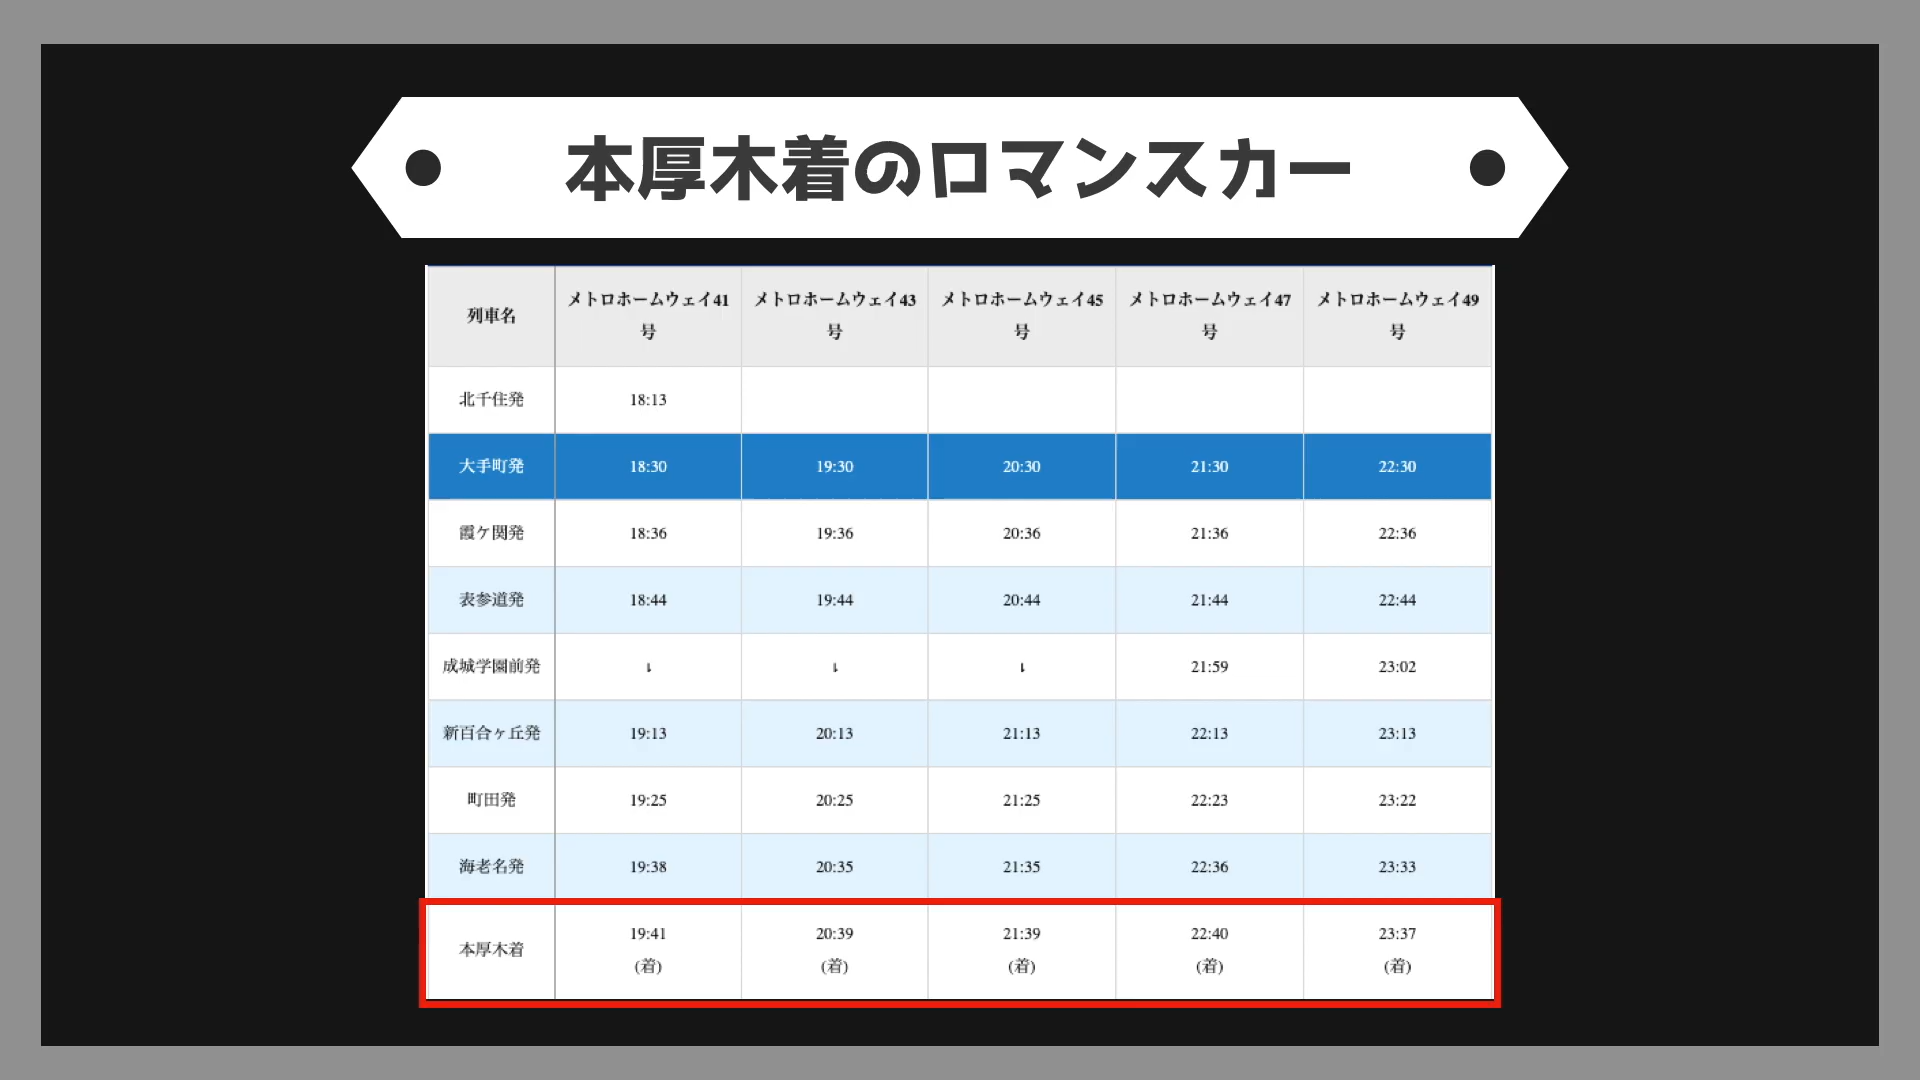 本厚木着のロマンスカー
列車名 メトロホームウェイ41号 メトロホームウェイ43号 メトロホームウェイ45号 メトロホームウェイ47号 メトロホームウェイ49号
北千住発 18:13
大手町発 18:30 19:30 20:30 21:30 22:30
霞ケ関発 18:36 19:36 20:36 21:36 22:36
表参道発 18:44 19:44 20:44 21:44 22:44
成城学園前発 ↓ ↓ ↓ 21:59 23:02
新百合ヶ丘発 19:13 20:13 21:13 22:13 23:13
町田発 19:25 20:25 21:25 22:23 23:22
海老名発 19:38 20:35 21:35 22:36 23:33
本厚木着 19:41 20:39 21:39 22:40 23:37
(着) (着) (着) (着) (着)